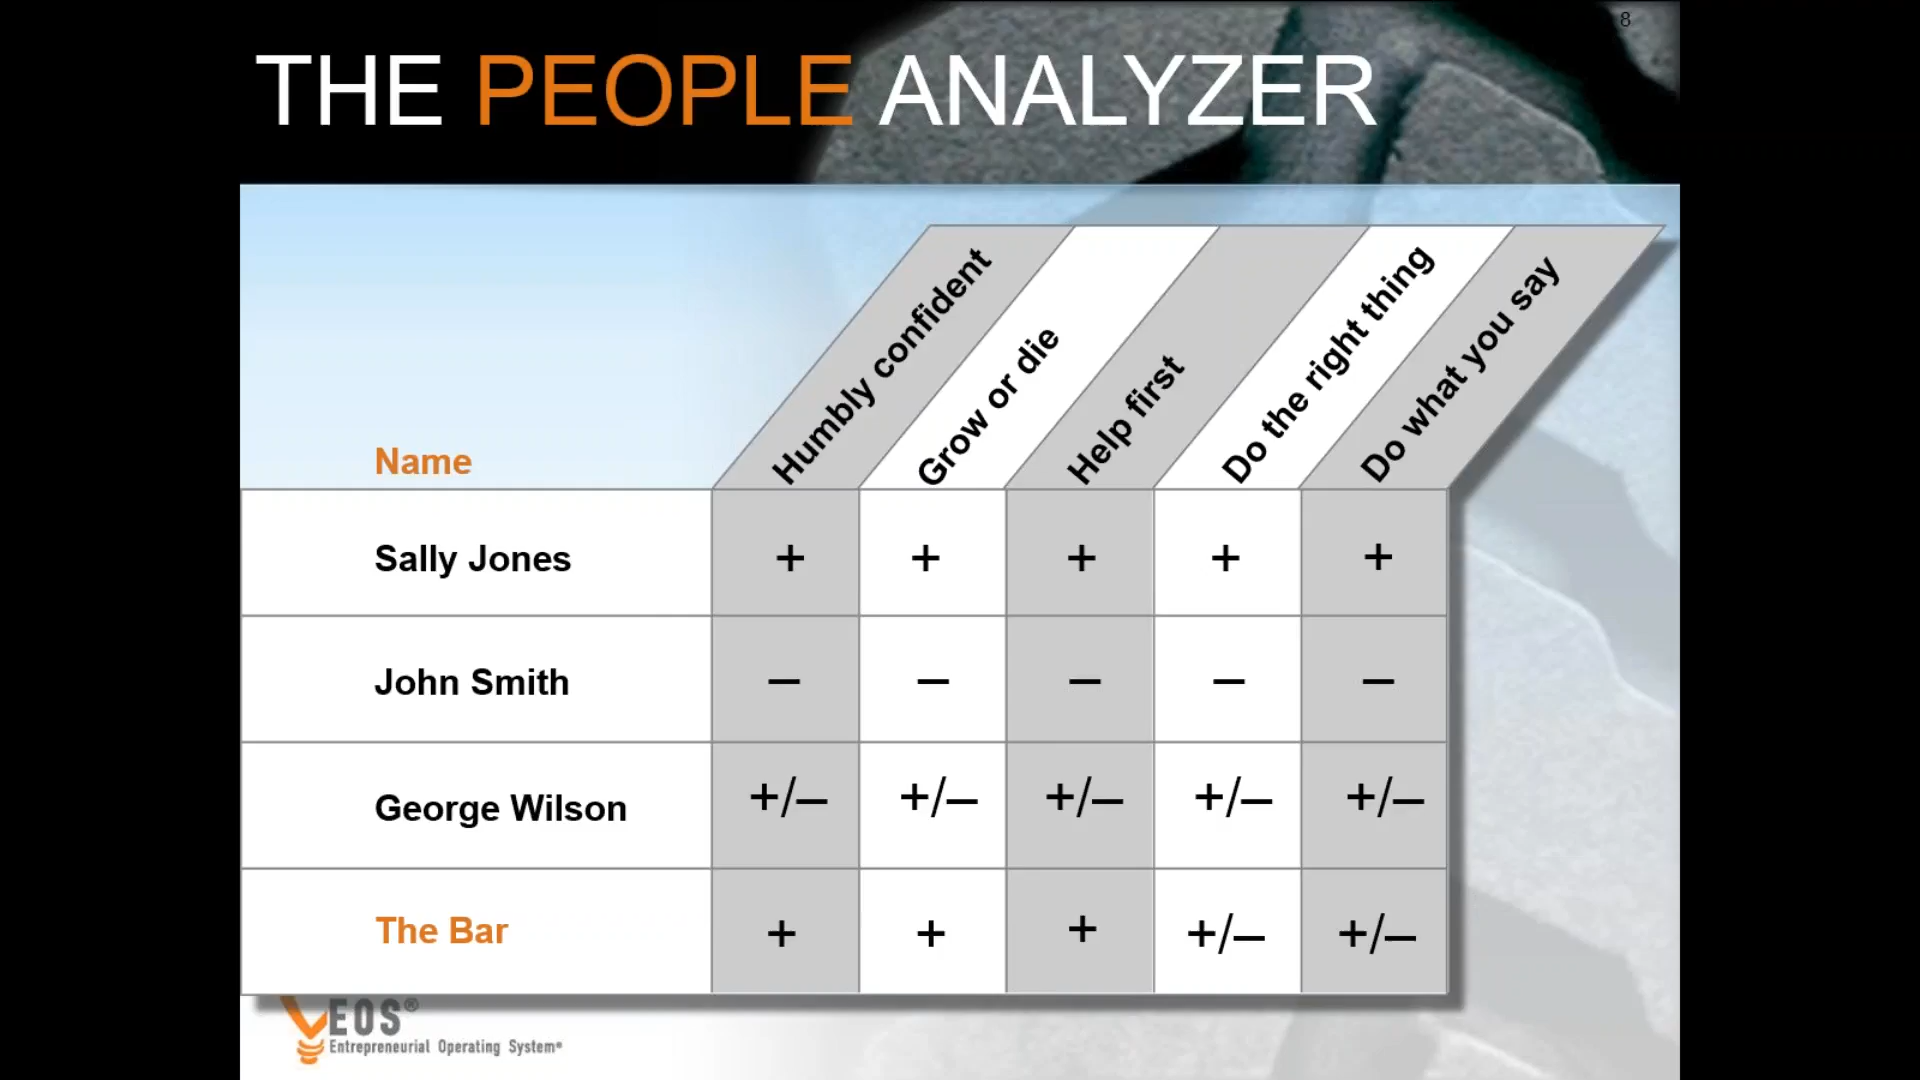 8
THE PEOPLE ANALYZER
Name
Humbly confident
Grow or die
Help first
Do the right thing
Do what you say
Sally Jones + + + + +
John Smith – – – – –
George Wilson +/– +/– +/– +/– +/–
The Bar + + + +/– +/–
EOS®
Entrepreneurial Operating System®